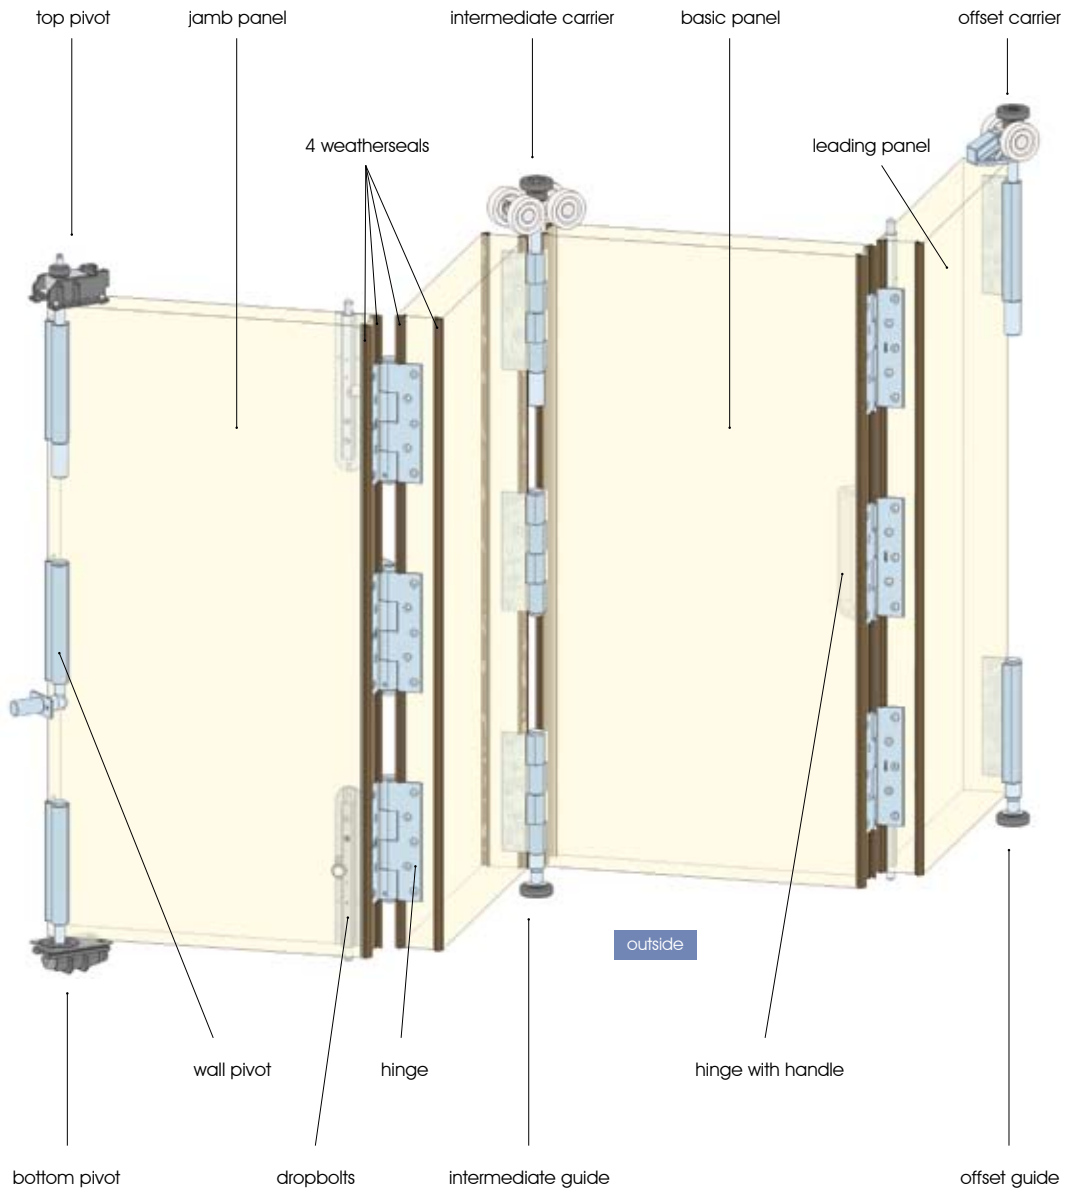 top pivot
jamb panel
intermediate carrier
basic panel
offset carrier
4 weatherseals
leading panel
outside
wall pivot
hinge
hinge with handle
bottom pivot
dropbolts
intermediate guide
offset guide